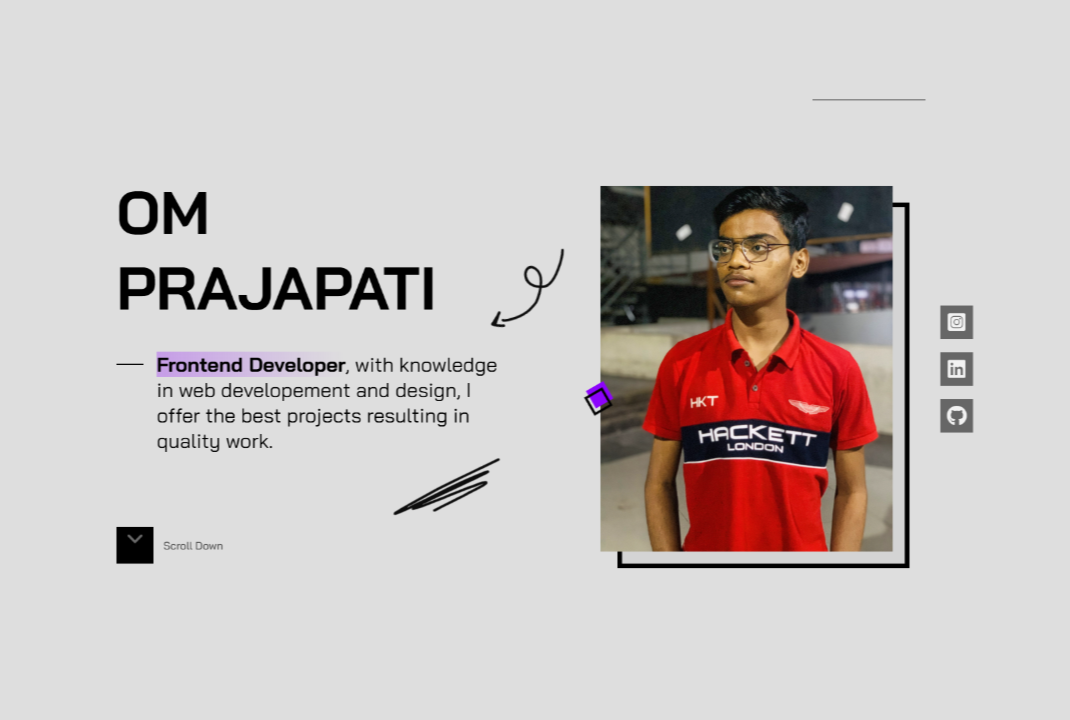 OM
PRAJAPATI
Frontend Developer, with knowledge
in web developement and design, I
offer the best projects resulting in
quality work.
Scroll Down
HKT
HACKETT
LONDON
in